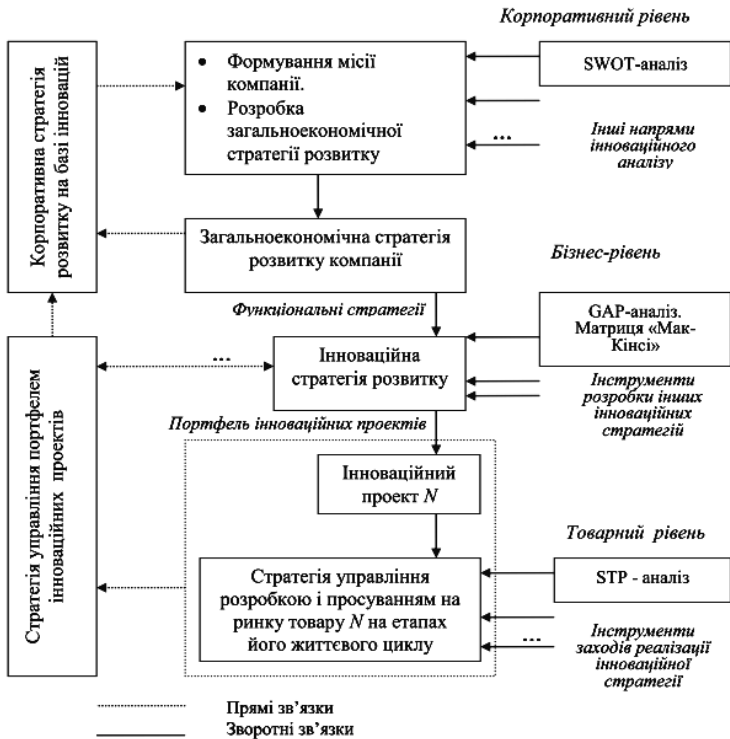 Корпоративний рівень
Корпоративна стратегія
розвитку на базі інновацій
• Формування місії
компанії.
• Розробка
загальноекономічної
стратегії розвитку
SWOT-аналіз
...
Інші напрями
інноваційного
аналізу
Загальноекономічна стратегія
розвитку компанії
Бізнес-рівень
Функціональні стратегії
GAP-аналіз.
Матриця «Мак-
Кінсі»
Стратегія управління портфелем
інноваційних проектів
...
Інноваційна
стратегія розвитку
Інструменти
розробки інших
інноваційних
стратегій
Портфель інноваційних проектів
Інноваційний
проект N
Товарний рівень
Стратегія управління
розробкою і просуванням на
ринку товару N на етапах
його життєвого циклу
STP - аналіз
...
Інструменти
заходів реалізації
інноваційної
стратегії
Прямі зв’язки
Зворотні зв’язки